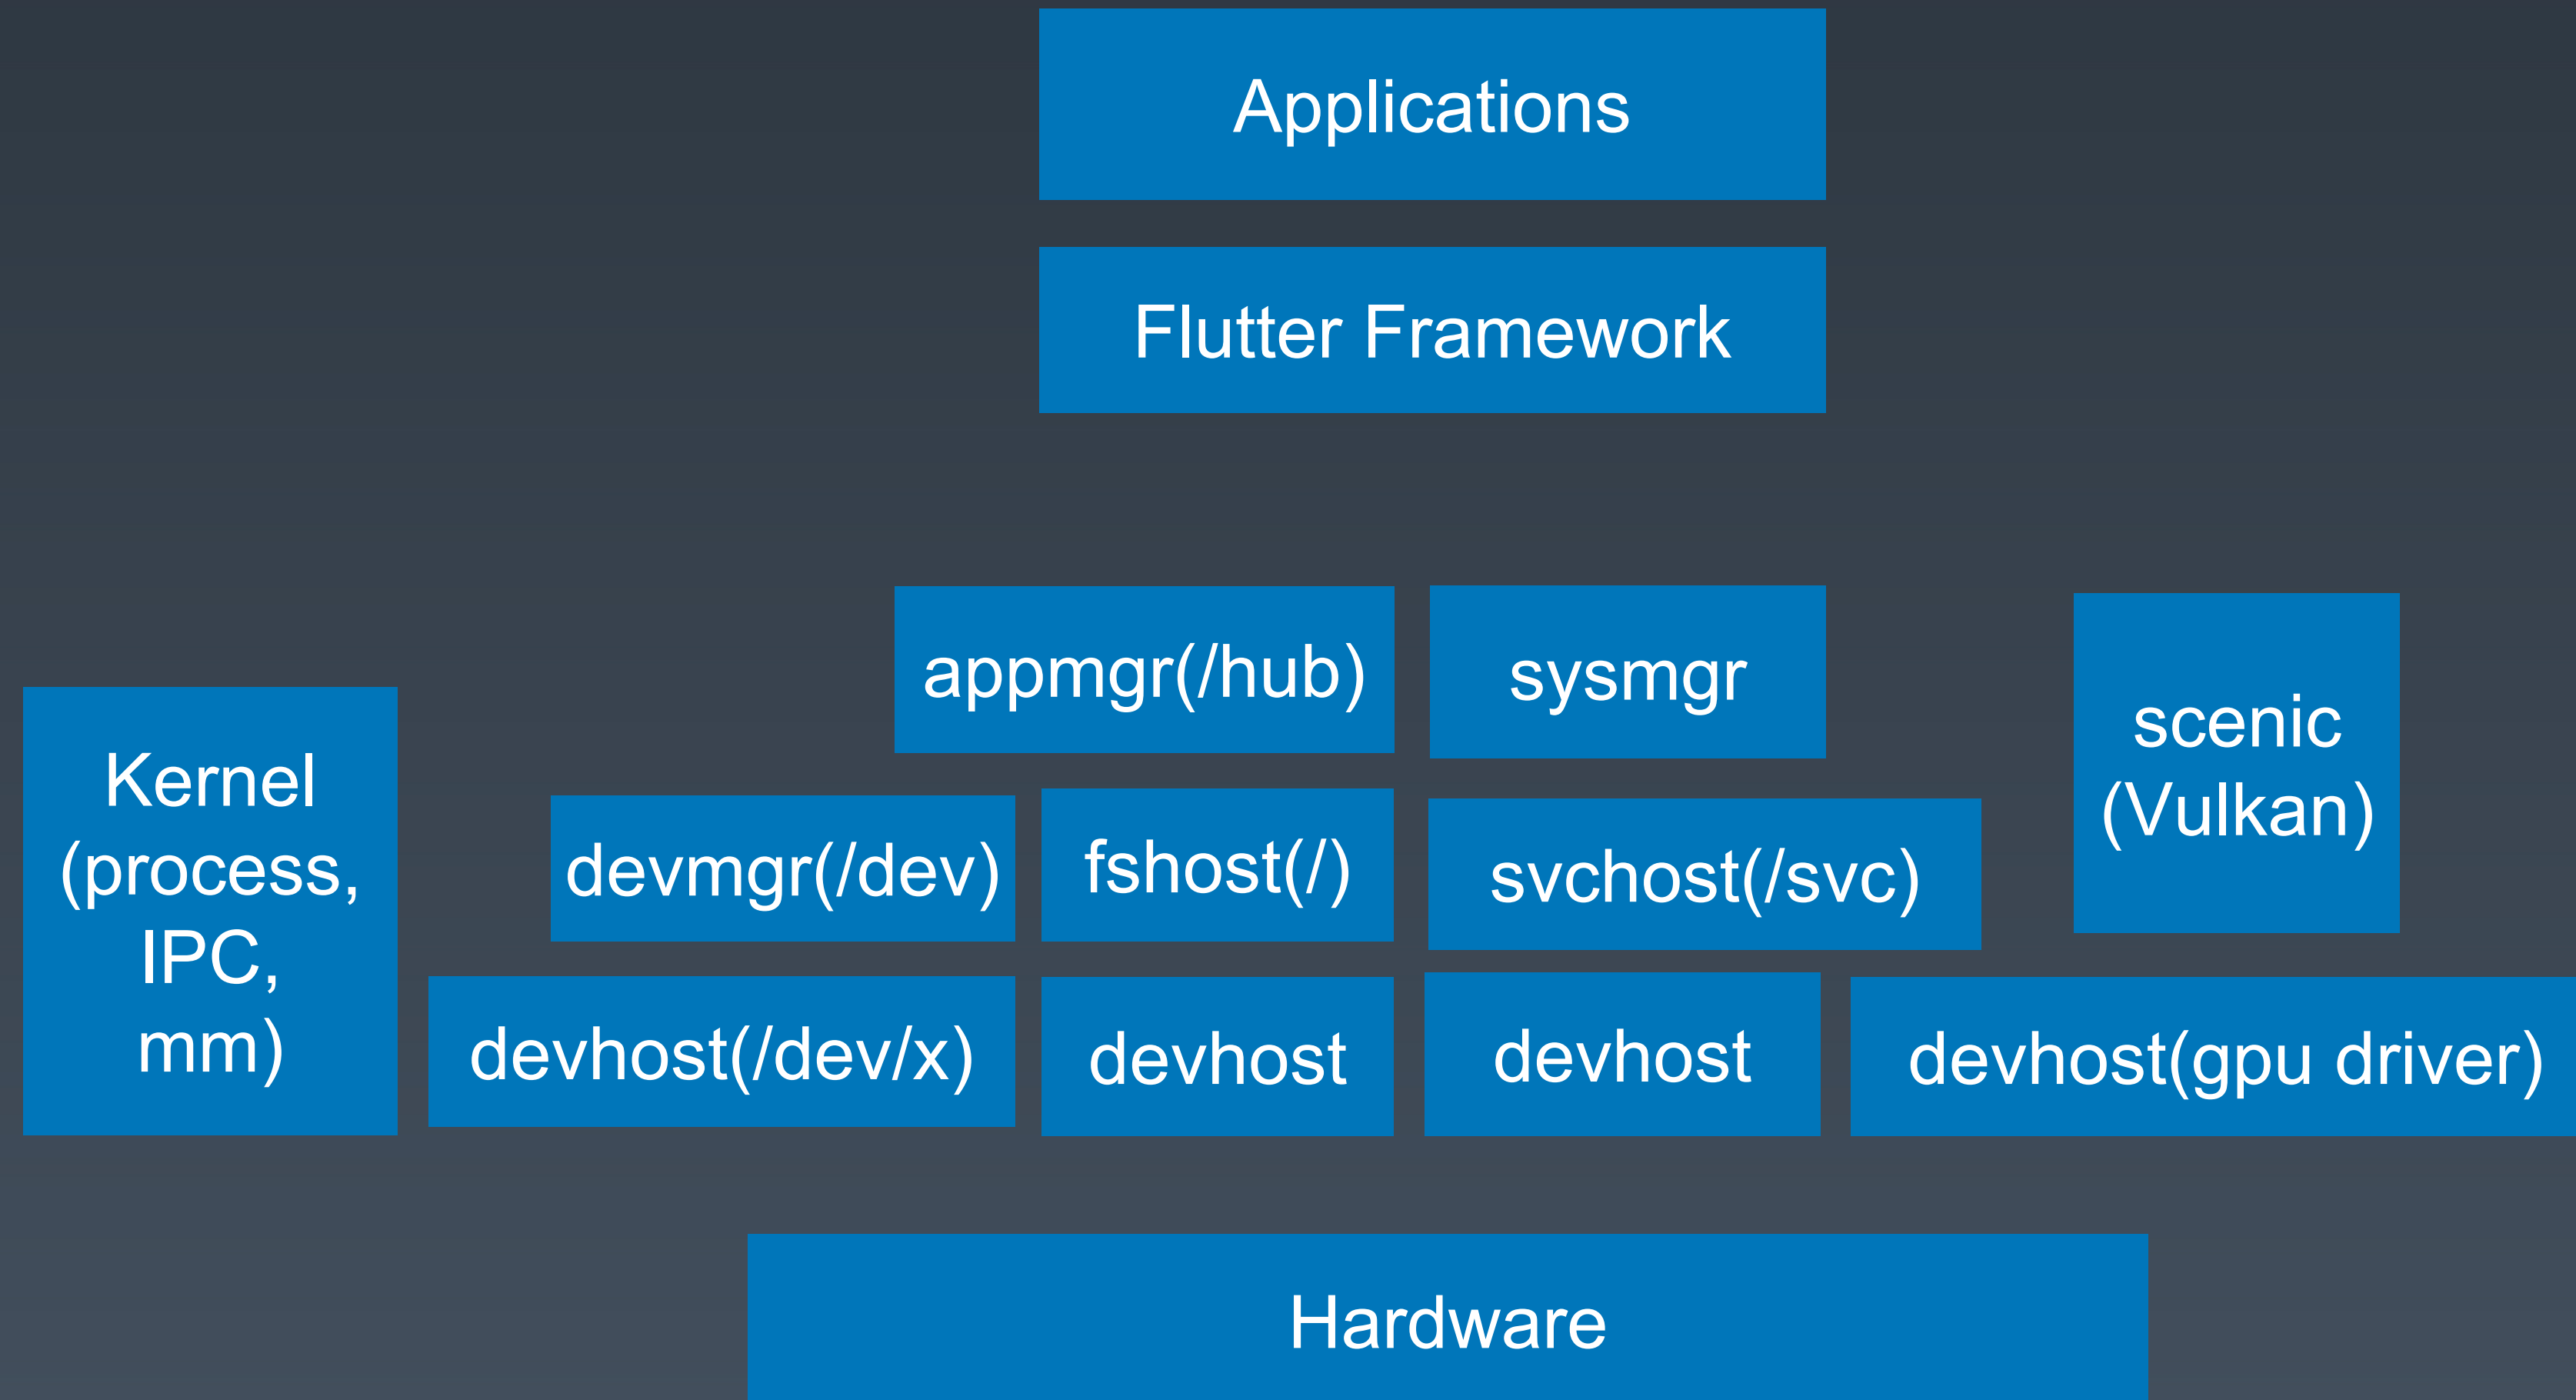 Applications
Flutter Framework
appmgr(/hub)
sysmgr
scenic
(Vulkan)
Kernel
(process,
IPC,
mm)
devmgr(/dev)
fshost(/)
svchost(/svc)
devhost(/dev/x)
devhost
devhost
devhost(gpu driver)
Hardware